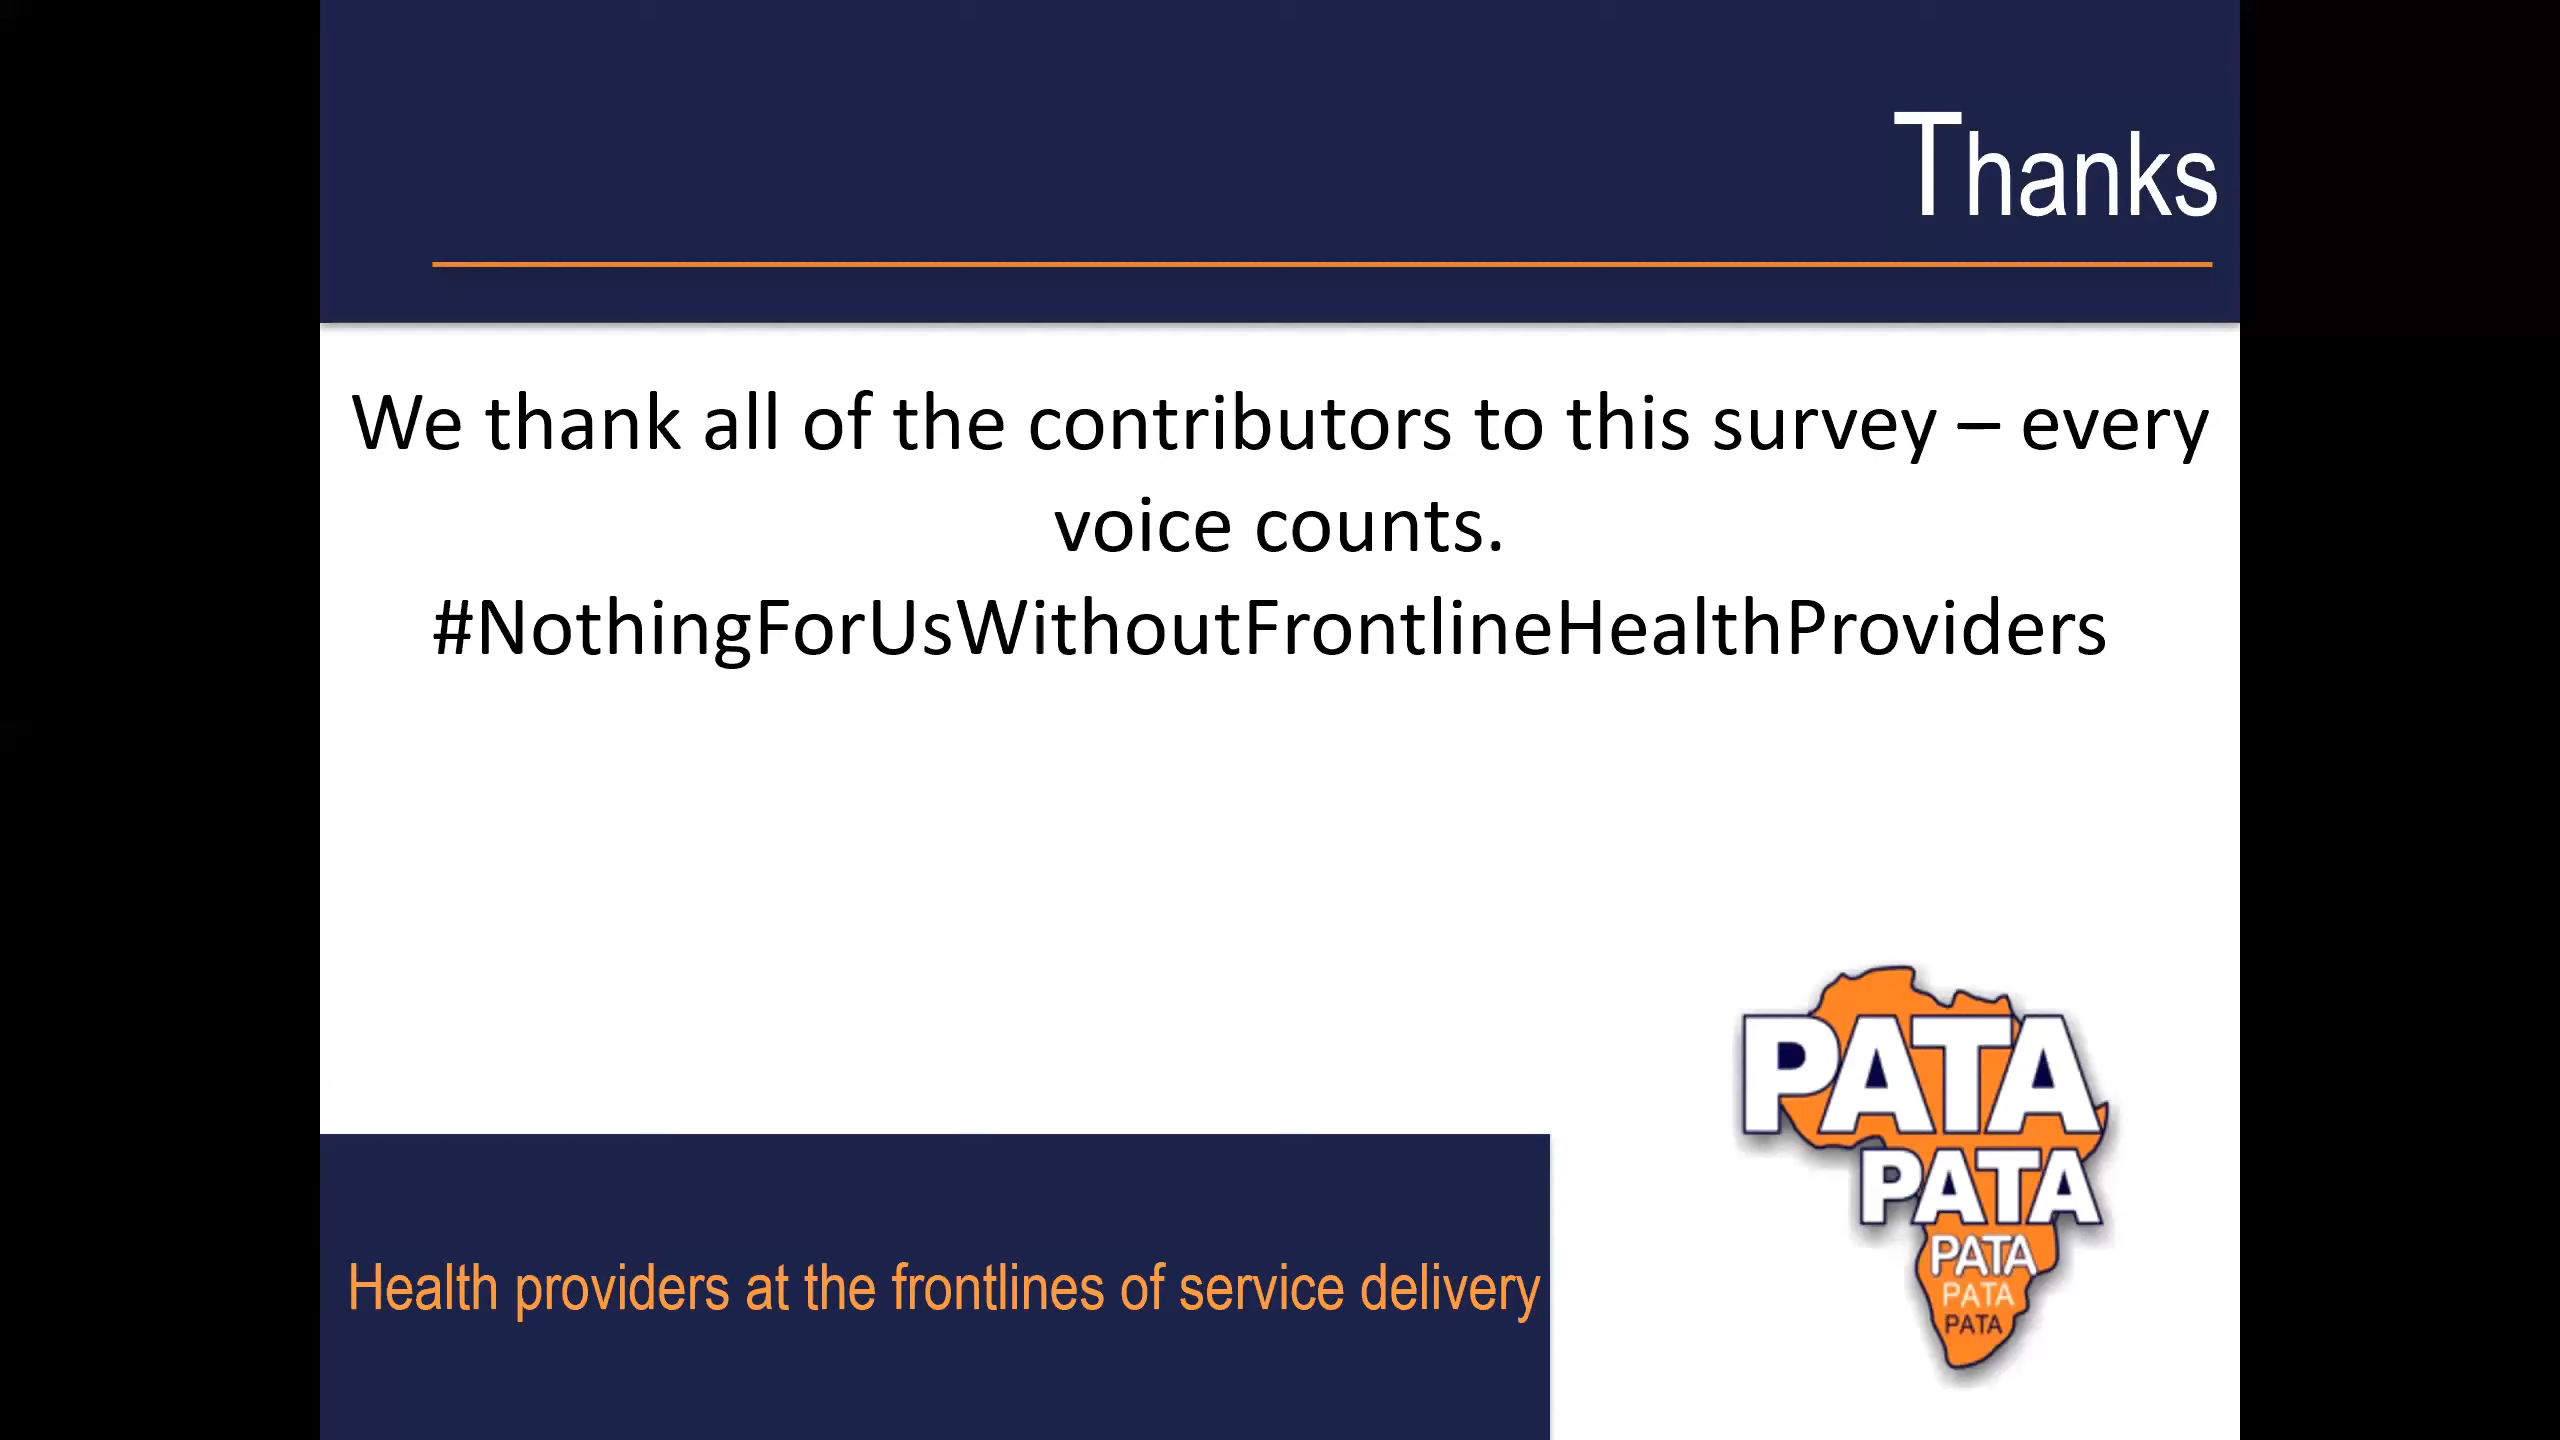 Thanks
We thank all of the contributors to this survey – every
voice counts.
#NothingForUsWithoutFrontlineHealthProviders
Health providers at the frontlines of service delivery
PATA
PATA
PATA
PATA
PATA